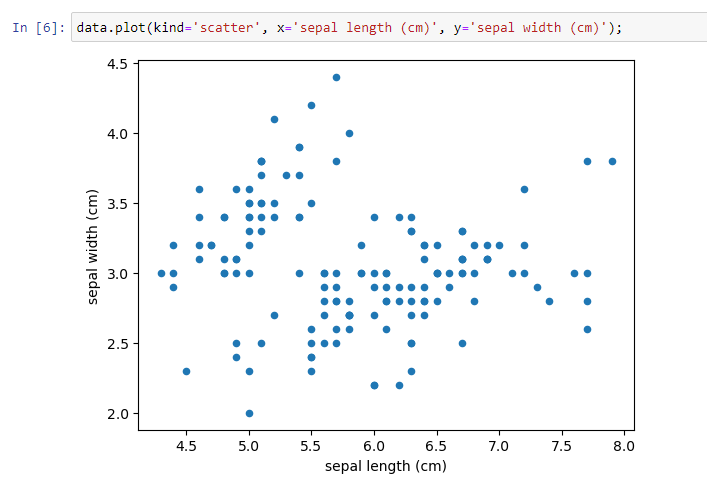 In [6]: data.plot(kind='scatter', x='sepal length (cm)', y='sepal width (cm)');
4.5
4.0
3.5
3.0
2.5
2.0
sepal width (cm)
4.5 5.0 5.5 6.0 6.5 7.0 7.5 8.0
sepal length (cm)